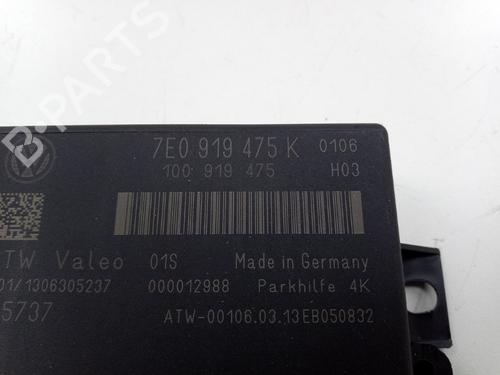 7E0 919 475 K 0106
1Q0 919 475 H03
TW Valeo 01S Made in Germany
01/1306305237 000012988 Parkhilfe 4K
5737 ATW-00106.03.13EB050832